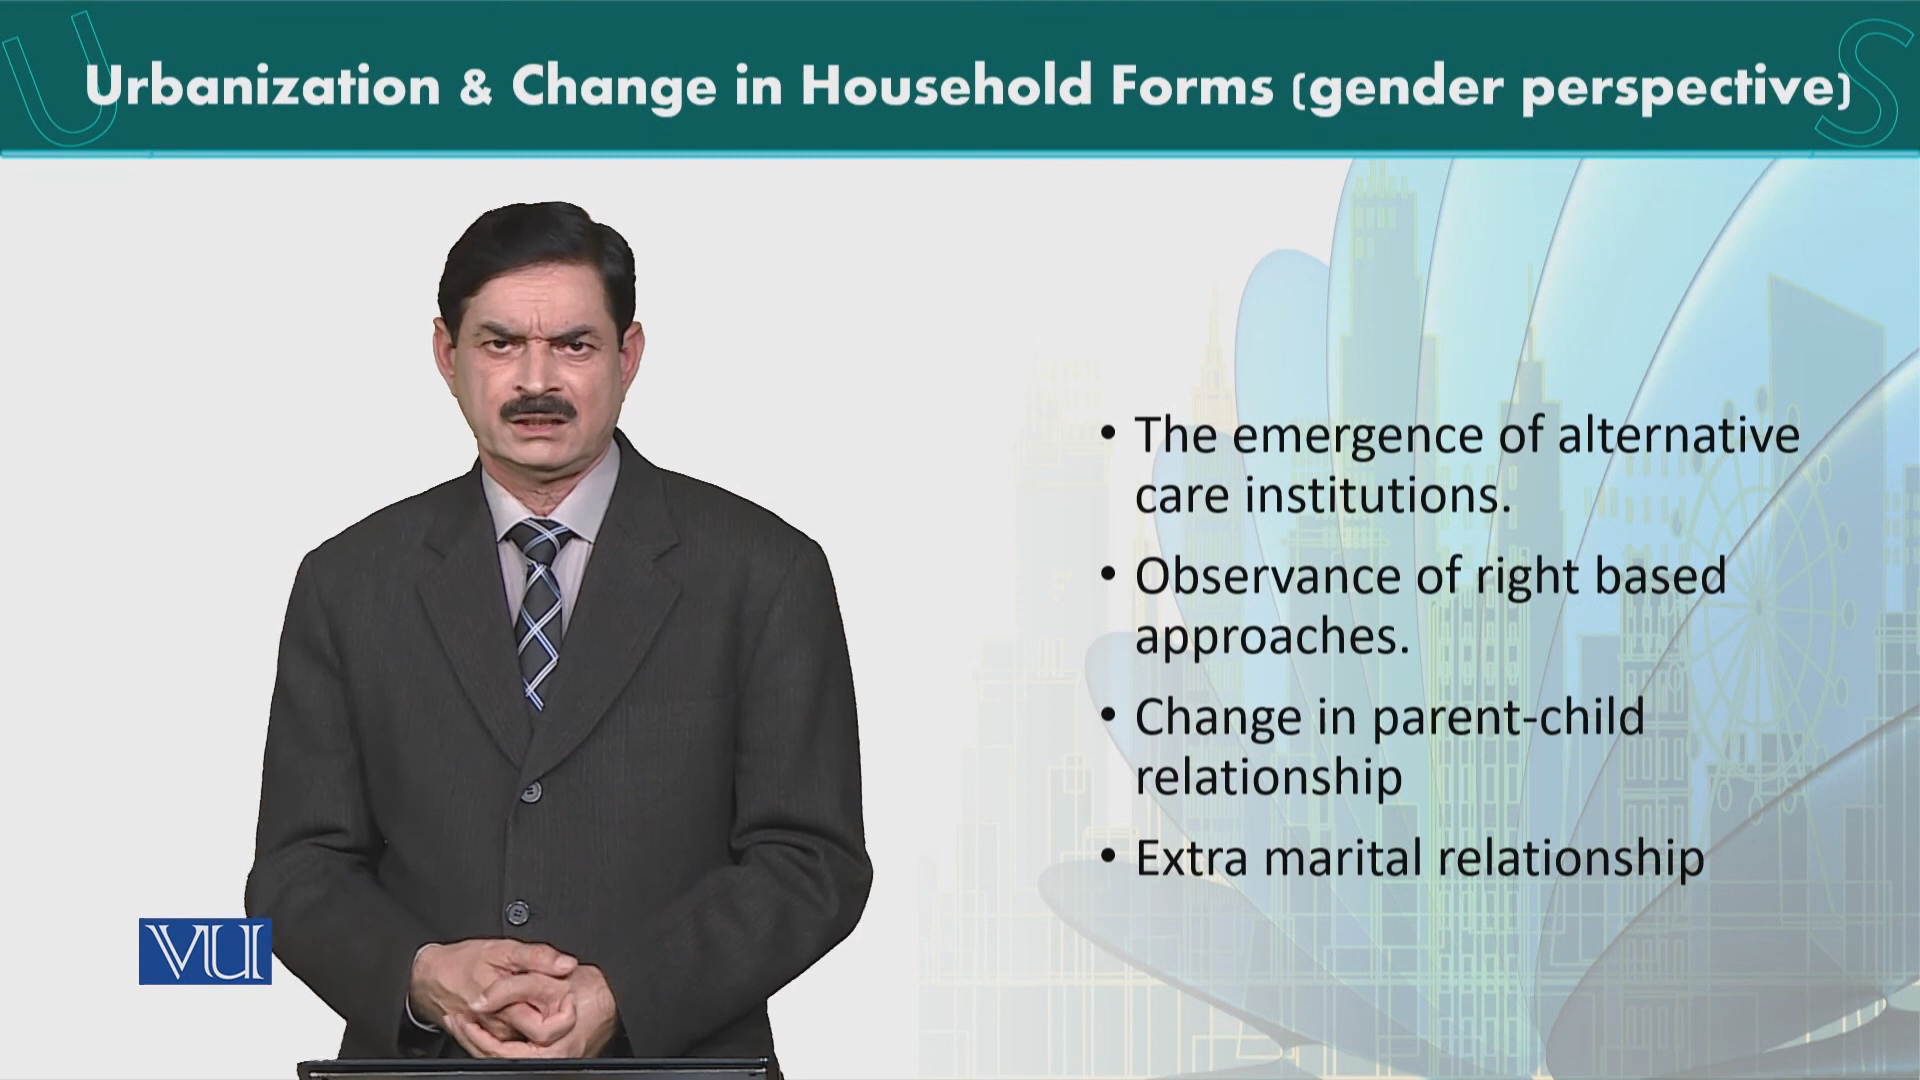 Urbanization & Change in Household Forms (gender perspective)
U
S
• The emergence of alternative
care institutions.
• Observance of right based
approaches.
• Change in parent-child
relationship
• Extra marital relationship
VU